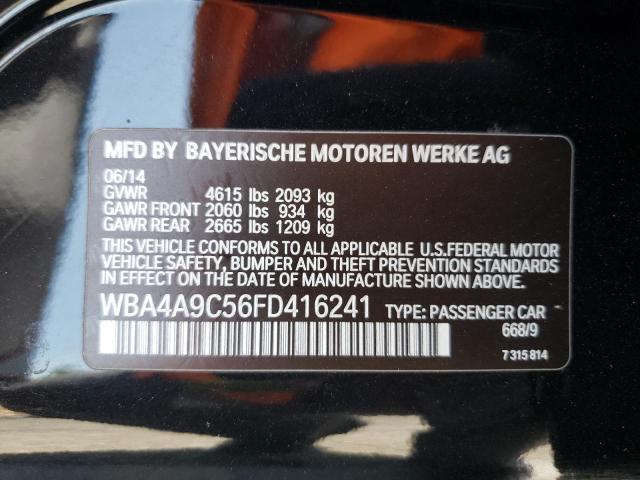 MFD BY BAYERISCHE MOTOREN WERKE AG
06/14
GVWR 4615 lbs 2093 kg
GAWR FRONT 2060 lbs 934 kg
GAWR REAR 2665 lbs 1209 kg
THIS VEHICLE CONFORMS TO ALL APPLICABLE U.S.FEDERAL MOTOR
VEHICLE SAFETY, BUMPER AND THEFT PREVENTION STANDARDS
IN EFFECT ON THE DATE OF MANUFACTURE SHOWN ABOVE.
WBA4A9C56FD416241 TYPE: PASSENGER CAR
668/9
7 315 814